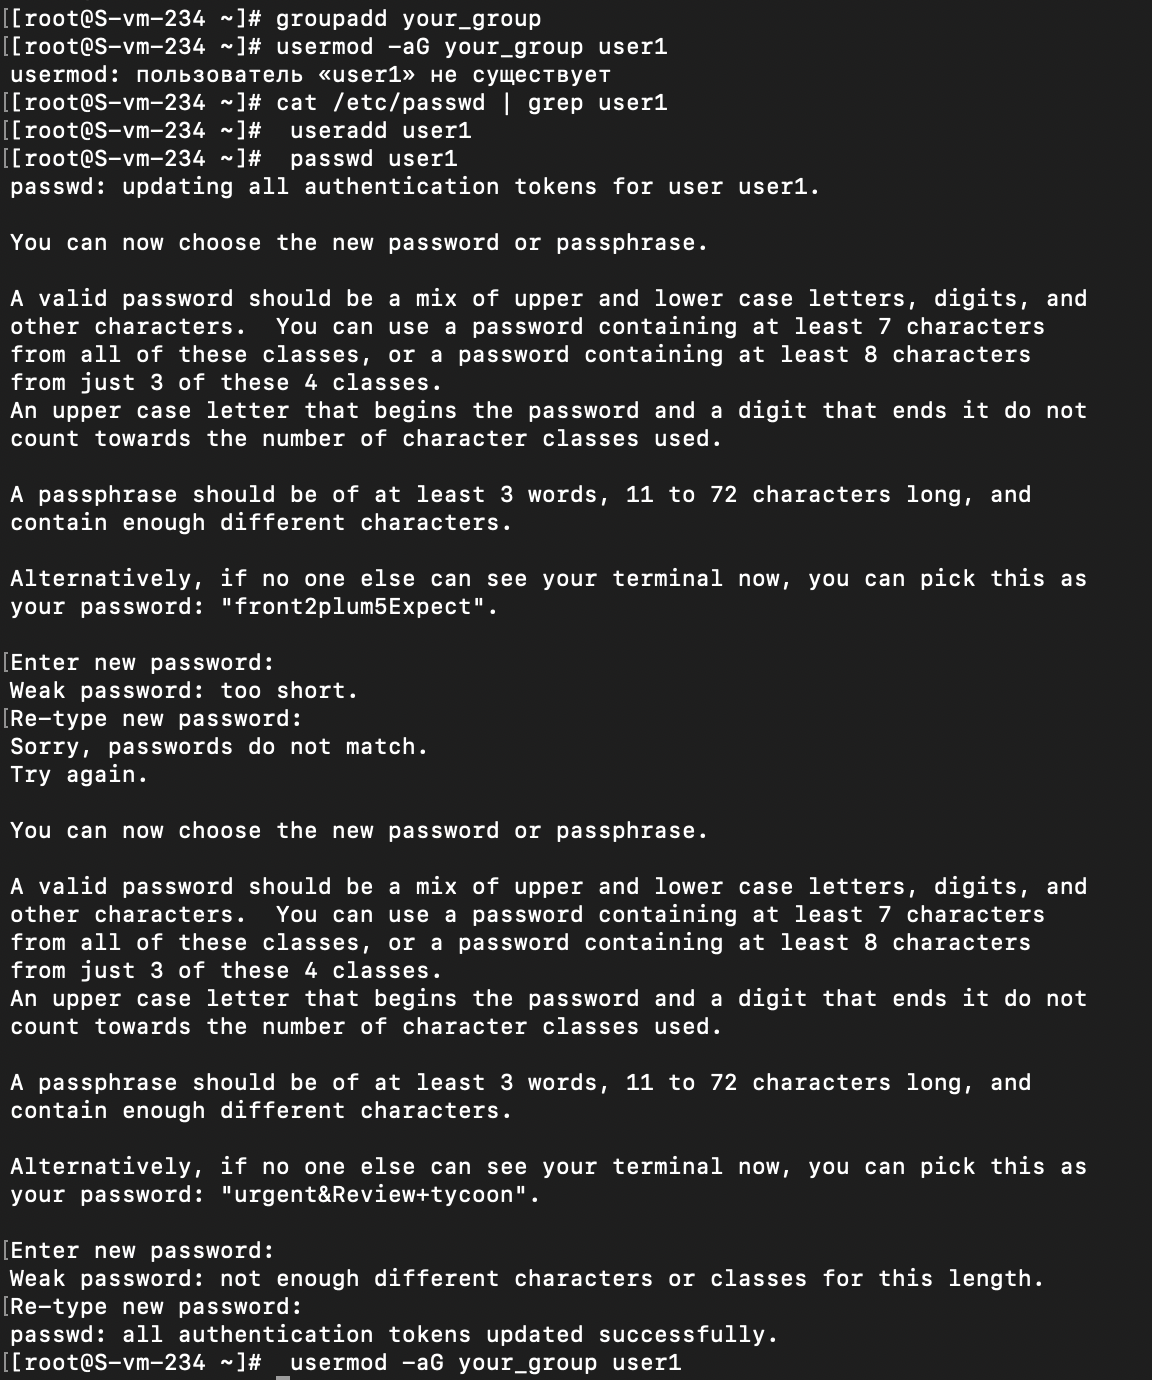 [[root@S-vm-234 ~]# groupadd your_group
[[root@S-vm-234 ~]# usermod -aG your_group user1
usermod: пользователь «user1» не существует
[[root@S-vm-234 ~]# cat /etc/passwd | grep user1
[[root@S-vm-234 ~]#  useradd user1
[[root@S-vm-234 ~]#  passwd user1
passwd: updating all authentication tokens for user user1.

You can now choose the new password or passphrase.

A valid password should be a mix of upper and lower case letters, digits, and
other characters.  You can use a password containing at least 7 characters
from all of these classes, or a password containing at least 8 characters
from just 3 of these 4 classes.
An upper case letter that begins the password and a digit that ends it do not
count towards the number of character classes used.

A passphrase should be of at least 3 words, 11 to 72 characters long, and
contain enough different characters.

Alternatively, if no one else can see your terminal now, you can pick this as
your password: "front2plum5Expect".

[Enter new password:
Weak password: too short.
[Re-type new password:
Sorry, passwords do not match.
Try again.

You can now choose the new password or passphrase.

A valid password should be a mix of upper and lower case letters, digits, and
other characters.  You can use a password containing at least 7 characters
from all of these classes, or a password containing at least 8 characters
from just 3 of these 4 classes.
An upper case letter that begins the password and a digit that ends it do not
count towards the number of character classes used.

A passphrase should be of at least 3 words, 11 to 72 characters long, and
contain enough different characters.

Alternatively, if no one else can see your terminal now, you can pick this as
your password: "urgent&Review+tycoon".

[Enter new password:
Weak password: not enough different characters or classes for this length.
[Re-type new password:
passwd: all authentication tokens updated successfully.
[[root@S-vm-234 ~]#  usermod -aG your_group user1